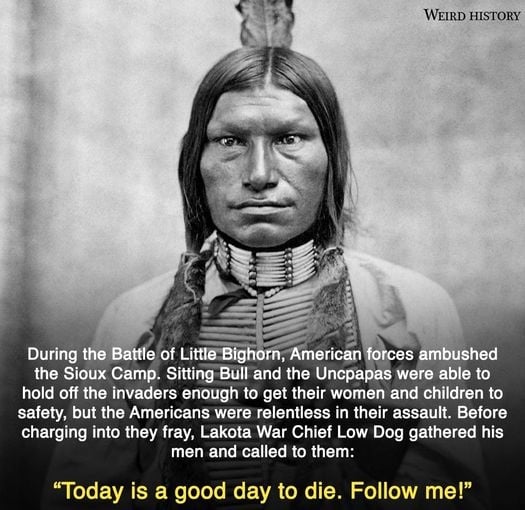 WEIRD HISTORY
During the Battle of Little Bighorn, American forces ambushed
the Sioux Camp. Sitting Bull and the Uncpapas were able to
hold off the invaders enough to get their women and children to
safety, but the Americans were relentless in their assault. Before
charging into they fray, Lakota War Chief Low Dog gathered his
men and called to them:
“Today is a good day to die. Follow me!”